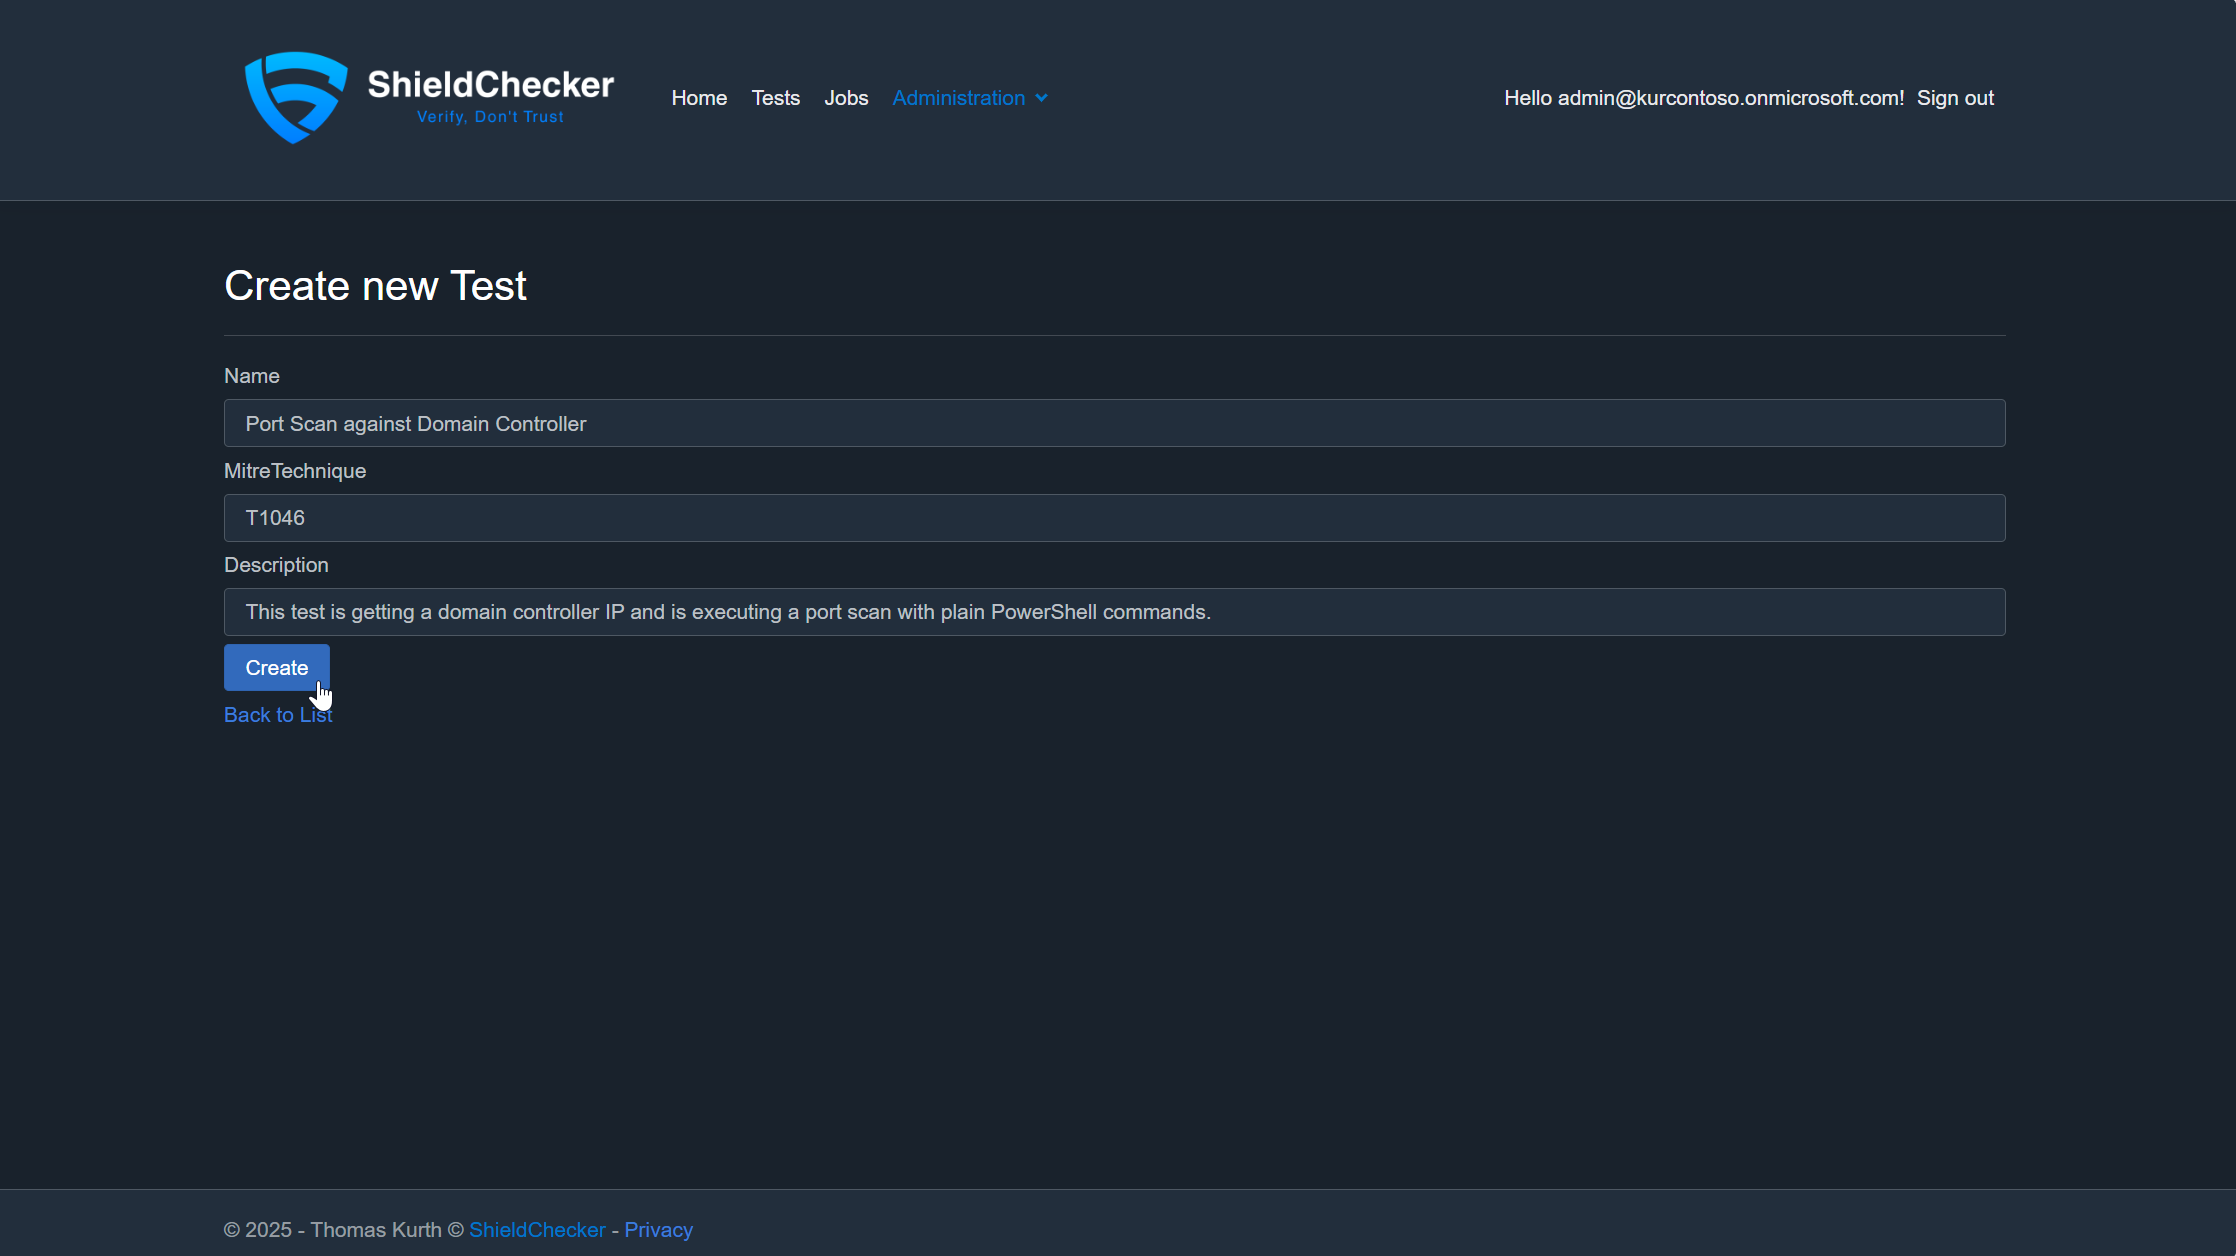 ShieldChecker
Verify, Don't Trust
Home Tests Jobs Administration
Hello admin@kurcontoso.onmicrosoft.com! Sign out
Create new Test
Name
Port Scan against Domain Controller
MitreTechnique
T1046
Description
This test is getting a domain controller IP and is executing a port scan with plain PowerShell commands.
Create
Back to List
© 2025 - Thomas Kurth © ShieldChecker - Privacy